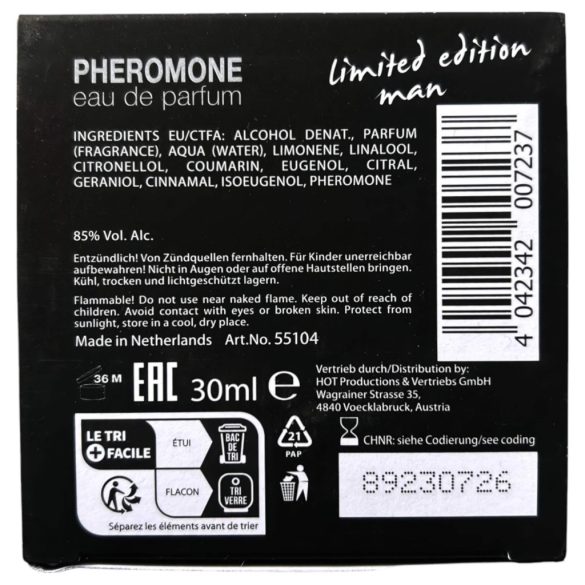 PHEROMONE
eau de parfum
limited edition
man
INGREDIENTS EU/CTFA: ALCOHOL DENAT., PARFUM
(FRAGRANCE), AQUA (WATER), LIMONENE, LINALOOL,
CITRONELLOL, COUMARIN, EUGENOL, CITRAL,
GERANIOL, CINNAMAL, ISOEUGENOL, PHEROMONE
4 042342 007237
85% Vol. Alc.
Entzündlich! Von Zündquellen fernhalten. Für Kinder unerreichbar
aufbewahren! Nicht in Augen oder auf offene Hautstellen bringen.
Kühl, trocken und lichtgeschützt lagern.
Flammable! Do not use near naked flame. Keep out of reach of
children. Avoid contact with eyes or broken skin. Protect from
sunlight, store in a cool, dry place.
Made in Netherlands Art.No. 55104
36 M
EAC 30ml e
Vertrieb durch/Distribution by:
HOT Productions & Vertriebs GmbH
Wagrainer Strasse 35,
4840 Voecklabruck, Austria
LE TRI
+ FACILE
ÉTUI
BAC
DE TRI
FLACON
TRI
VERRE
Séparez les éléments avant de trier
21
PAP
CHNR: siehe Codierung/see coding
89230726